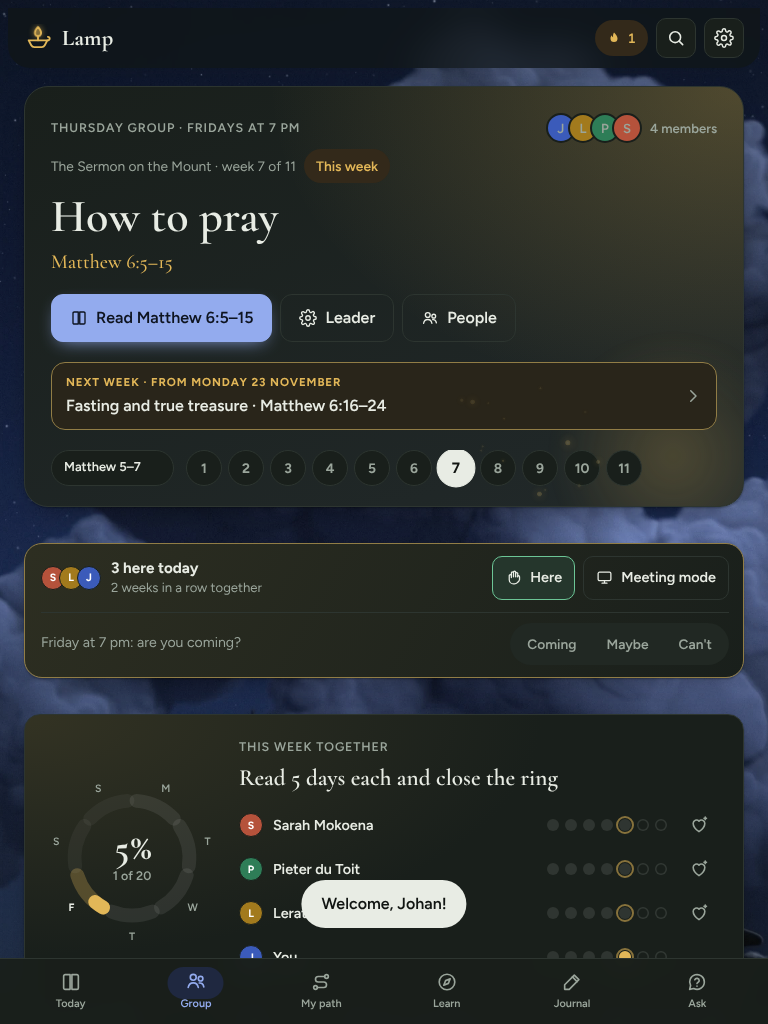 Lamp
1
THURSDAY GROUP · FRIDAYS AT 7 PM
J L P S 4 members
The Sermon on the Mount · week 7 of 11 This week
How to pray
Matthew 6:5–15
Read Matthew 6:5–15 Leader People
NEXT WEEK · FROM MONDAY 23 NOVEMBER
Fasting and true treasure · Matthew 6:16–24
Matthew 5–7 1 2 3 4 5 6 7 8 9 10 11
S L J 3 here today
2 weeks in a row together
Here Meeting mode
Friday at 7 pm: are you coming? Coming Maybe Can't
THIS WEEK TOGETHER
Read 5 days each and close the ring
S M T W T F S
5%
1 of 20
S Sarah Mokoena
P Pieter du Toit
L
Welcome, Johan!
J You
Today Group My path Learn Journal Ask